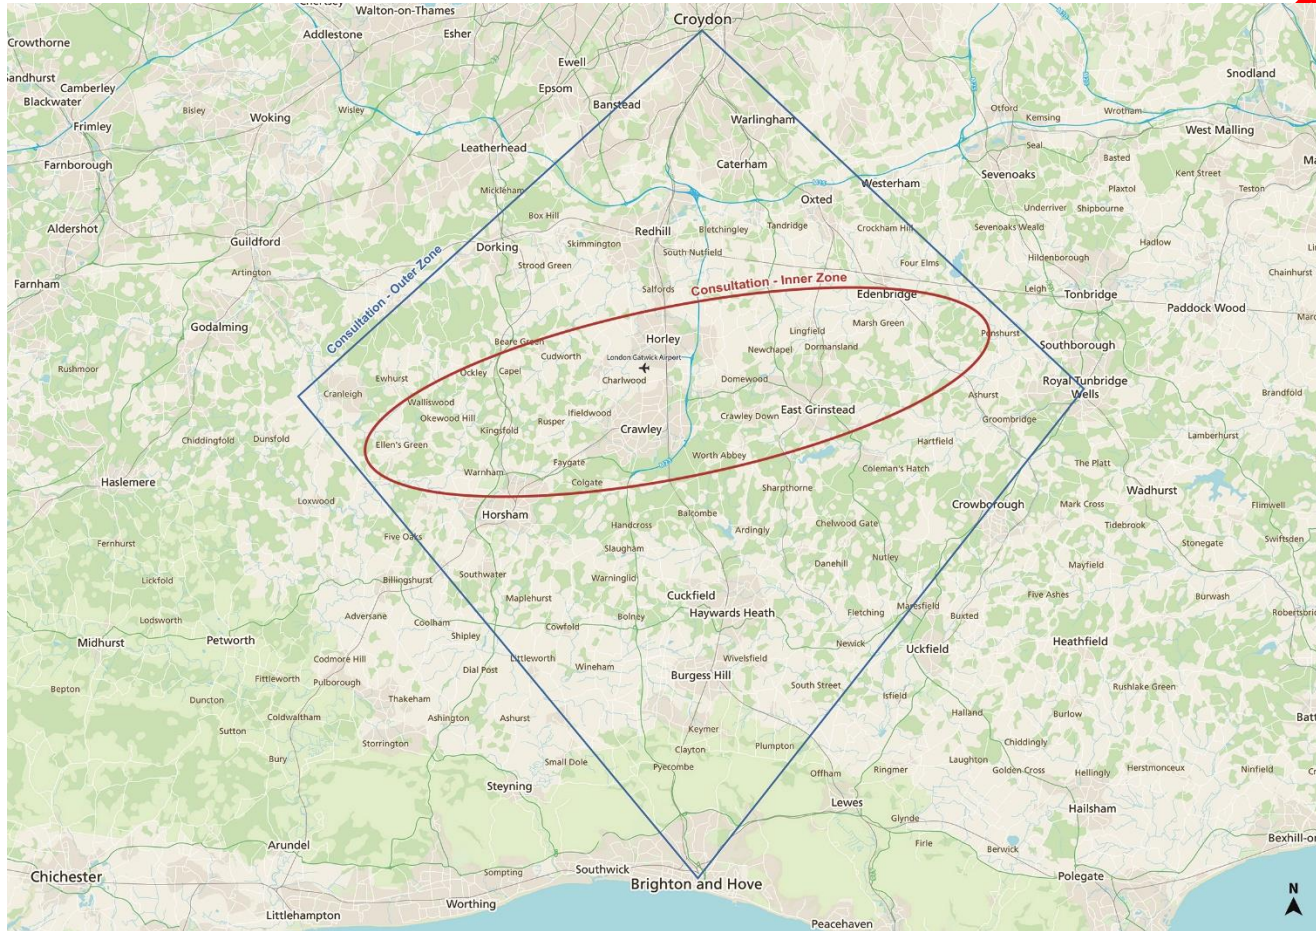 Chertsey
Walton-on-Thames
Croydon
Addlestone
Esher
Crowthorne
Ewell
Sandhurst
Camberley
Epsom
Snodland
Blackwater
Banstead
Bisley
Wisley
Otford
Wrotham
Kemsing
Woking
Warlingham
Frimley
West Malling
Leatherhead
Seal
Farnborough
Caterham
Basted
Sevenoaks
Kent Street
Westerham
Mickleham
Plaxtol
Teston
Oxted
Underriver
Shipbourne
Box Hill
Aldershot
Bletchingley
Tandridge
Crockham Hill
Sevenoaks Weald
Redhill
Guildford
Skimmington
Hadlow
Dorking
South Nutfield
Hildenborough
Consultation - Outer Zone
Strood Green
Four Elms
Artington
Chainhurst
Farnham
Consultation - Inner Zone
Salfords
Leigh
Edenbridge
Tonbridge
Paddock Wood
Godalming
Marsh Green
Lingfield
Penshurst
Beare Green
Horley
Southborough
Newchapel
Dormansland
Cudworth
London Gatwick Airport
Rushmoor
Ockley
Capel
Ewhurst
Charlwood
Domewood
Royal Tunbridge
Wells
Cranleigh
Ashurst
Brandfold
Walliswood
Ifieldwood
Crawley Down
East Grinstead
Okewood Hill
Rusper
Groombridge
Kingsfold
Crawley
Lamberhurst
Chiddingfold
Dunsfold
Ellen's Green
Hartfield
Worth Abbey
Faygate
The Platt
M23
Coleman's Hatch
Warnham
Haslemere
Colgate
Sharpthorne
Wadhurst
Loxwood
Crowborough
Mark Cross
Flimwell
Horsham
Balcombe
Handcross
Chelwood Gate
Tidebrook
Ardingly
Five Oaks
Swiftsden
Fernhurst
Slaugham
Stonegate
Nutley
Danehill
Mayfield
Lickfold
Billingshurst
Southwater
Warninglid
Maplehurst
Cuckfield
Five Ashes
Burwash
Maresfield
Lodsworth
Adversane
Haywards Heath
Fletching
Buxted
Bolney
Coolham
Cowfold
Midhurst
Petworth
Shipley
Newick
Heathfield
Uckfield
Codmore Hill
Littleworth
Wivelsfield
Wineham
Dial Post
Fittleworth
Burgess Hill
Pulborough
Bepton
South Street
Rushlake Green
Isfield
Duncton
Thakeham
Coldwaltham
Ashington
Ashurst
Halland
Burlow
Sutton
Keymer
Storrington
Clayton
Plumpton
Chiddingly
Bury
Small Dole
Laughton
Pyecombe
Offham
Ringmer
Golden Cross
Hellingly
Herstmonceux
Ninfield
Steyning
Lewes
Hailsham
Glynde
Arundel
Firle
Berwick
Chichester
Sompting
Southwick
Polegate
Brighton and Hove
N
Worthing
Littlehampton
Peacehaven